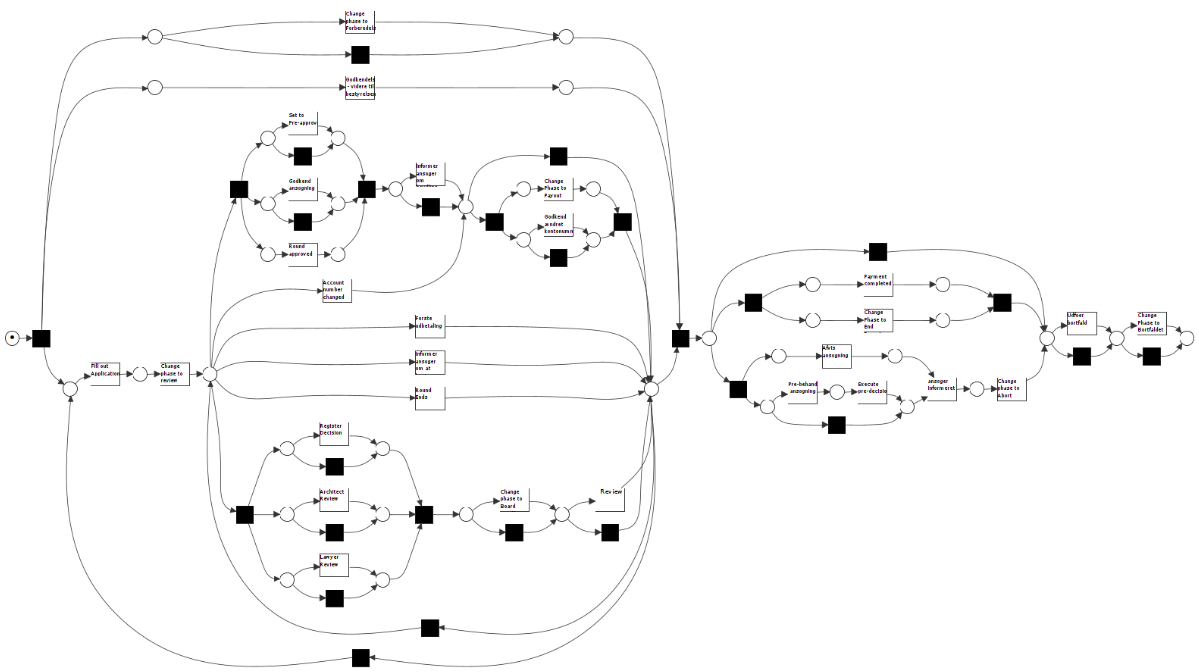 Change
phase to
Forberedels
Godkendels
- videre til
bestyrelsen
Set to
Pre-approv
Godkend
ansogning
Round
approved
Informer
ansoger
om
Change
Phase to
Payout
Godkend
aendret
kontonumm
Account
number
changed
Forste
udbetaling
Informer
ansoger
om at
Round
Ends
Fill out
Application
Change
phase to
review
Register
Decision
Architect
Review
Lawyer
Review
Change
phase to
Board
Review
Payment
completed
Change
Phase to
End
Afvis
ansogning
Pre-behand
ansogning
Execute
pre-decisio
ansoger
informeret
Change
phase to
Abort
bortfald
Change
Phase to
Bortfaldet